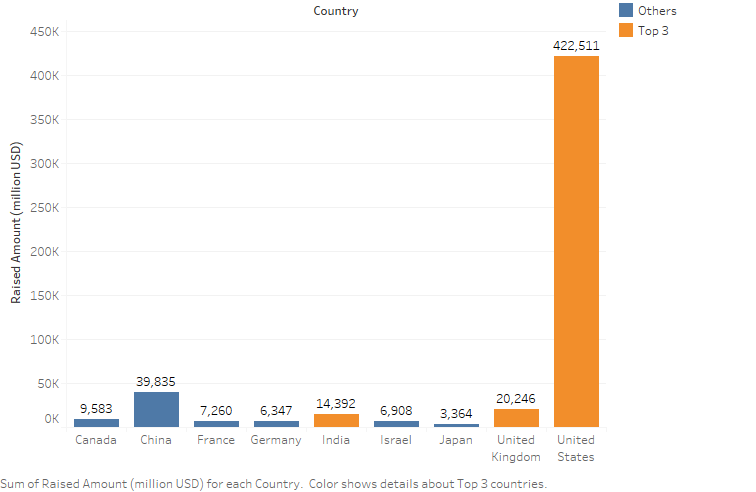 Country
Others
Top 3
Raised Amount (million USD)
450K
400K
350K
300K
250K
200K
150K
100K
50K
0K
9,583
39,835
7,260
6,347
14,392
6,908
3,364
20,246
422,511
Canada
China
France
Germany
India
Israel
Japan
United
Kingdom
United
States
Sum of Raised Amount (million USD) for each Country. Color shows details about Top 3 countries.